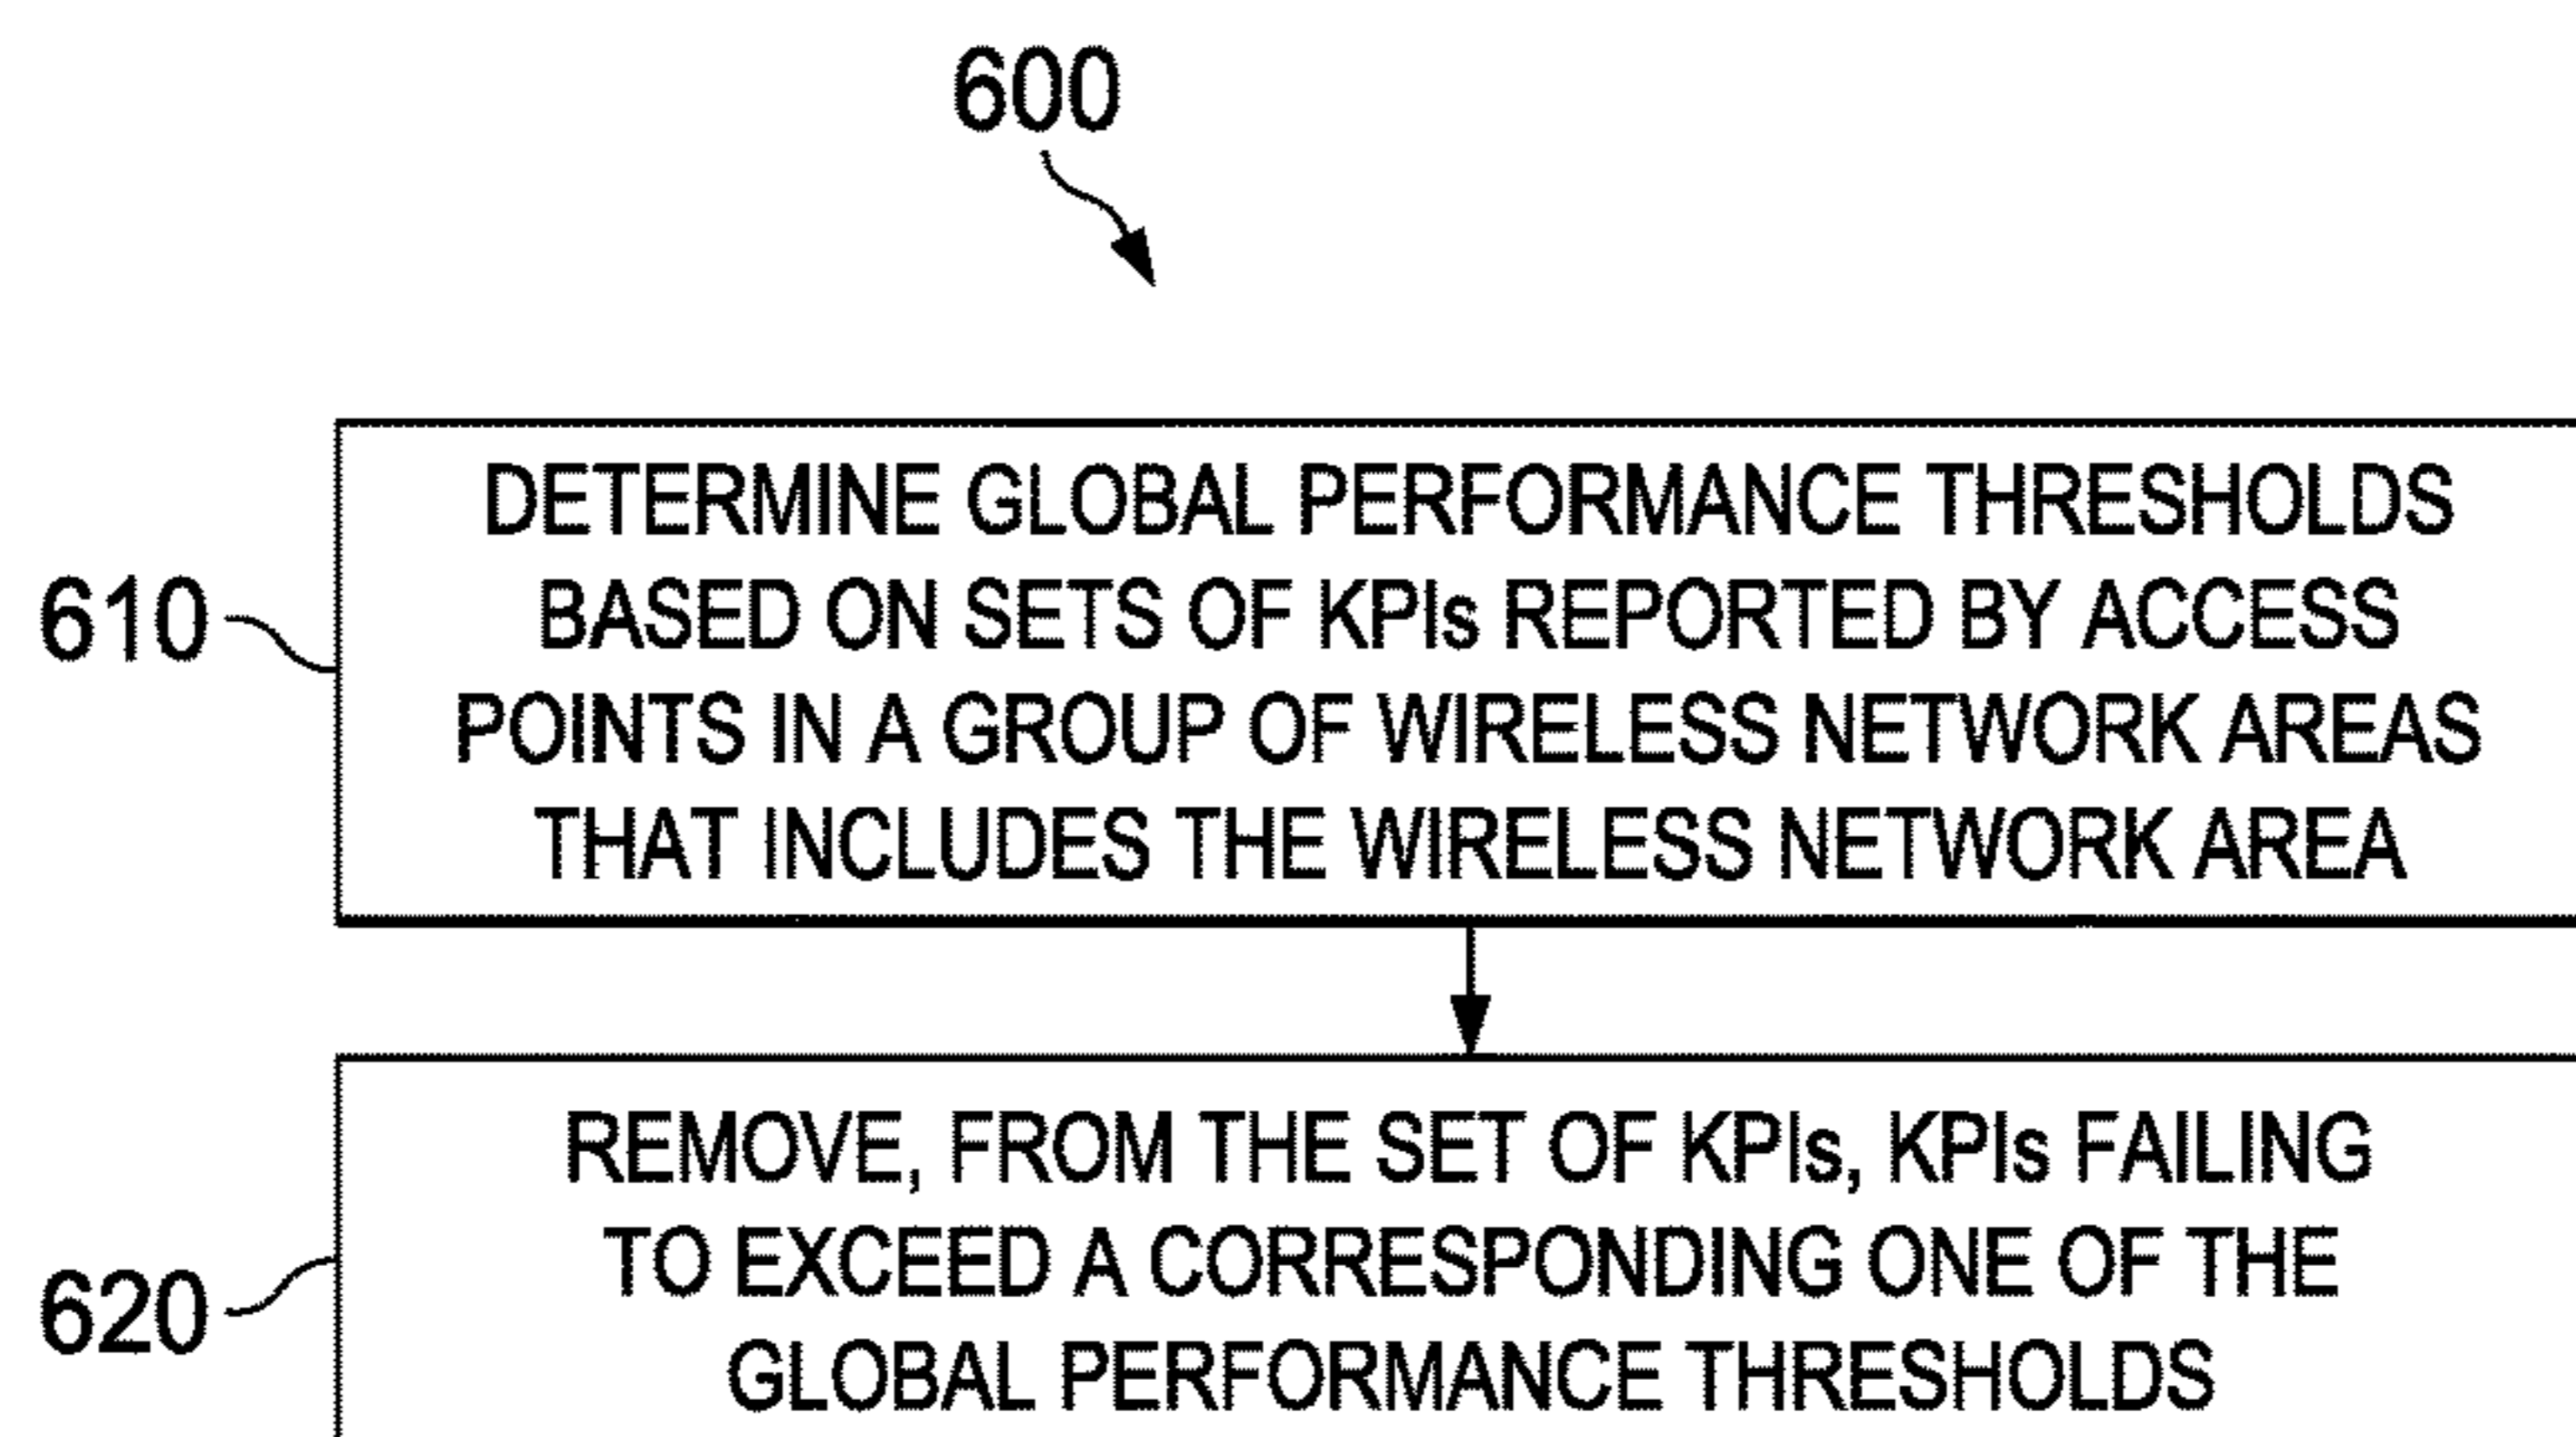 600
DETERMINE GLOBAL PERFORMANCE THRESHOLDS
BASED ON SETS OF KPIs REPORTED BY ACCESS
610
POINTS IN A GROUP OF WIRELESS NETWORK AREAS
THAT INCLUDES THE WIRELESS NETWORK AREA
REMOVE, FROM THE SET OF KPIs, KPIs FAILING
TO EXCEED A CORRESPONDING ONE OF THE
620
GLOBAL PERFORMANCE THRESHOLDS